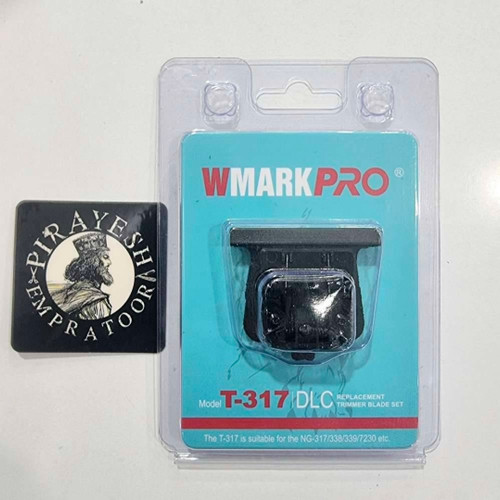 WMARKPRO®
PIRAYESH
EMPRATOOR
Model T-317 DLC REPLACEMENT
TRIMMER BLADE SET
The T-317 is suitable for the NG-317/338/339/7230 etc.